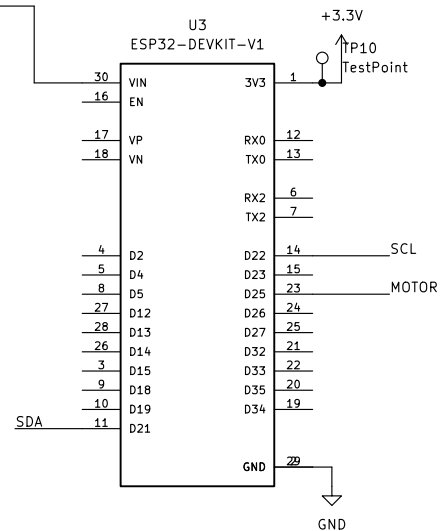 +3.3V
U3
ESP32-DEVKIT-V1
TP10
TestPoint
30 VIN 3V3 1
16 EN
17 VP RX0 12
18 VN TX0 13
RX2 6
TX2 7
4 D2 D22 14 SCL
5 D4 D23 15
8 D5 D25 23 MOTOR
27 D12 D26 24
28 D13 D27 25
26 D14 D32 21
3 D15 D33 22
9 D18 D35 20
10 D19 D34 19
SDA 11 D21
GND 29
GND